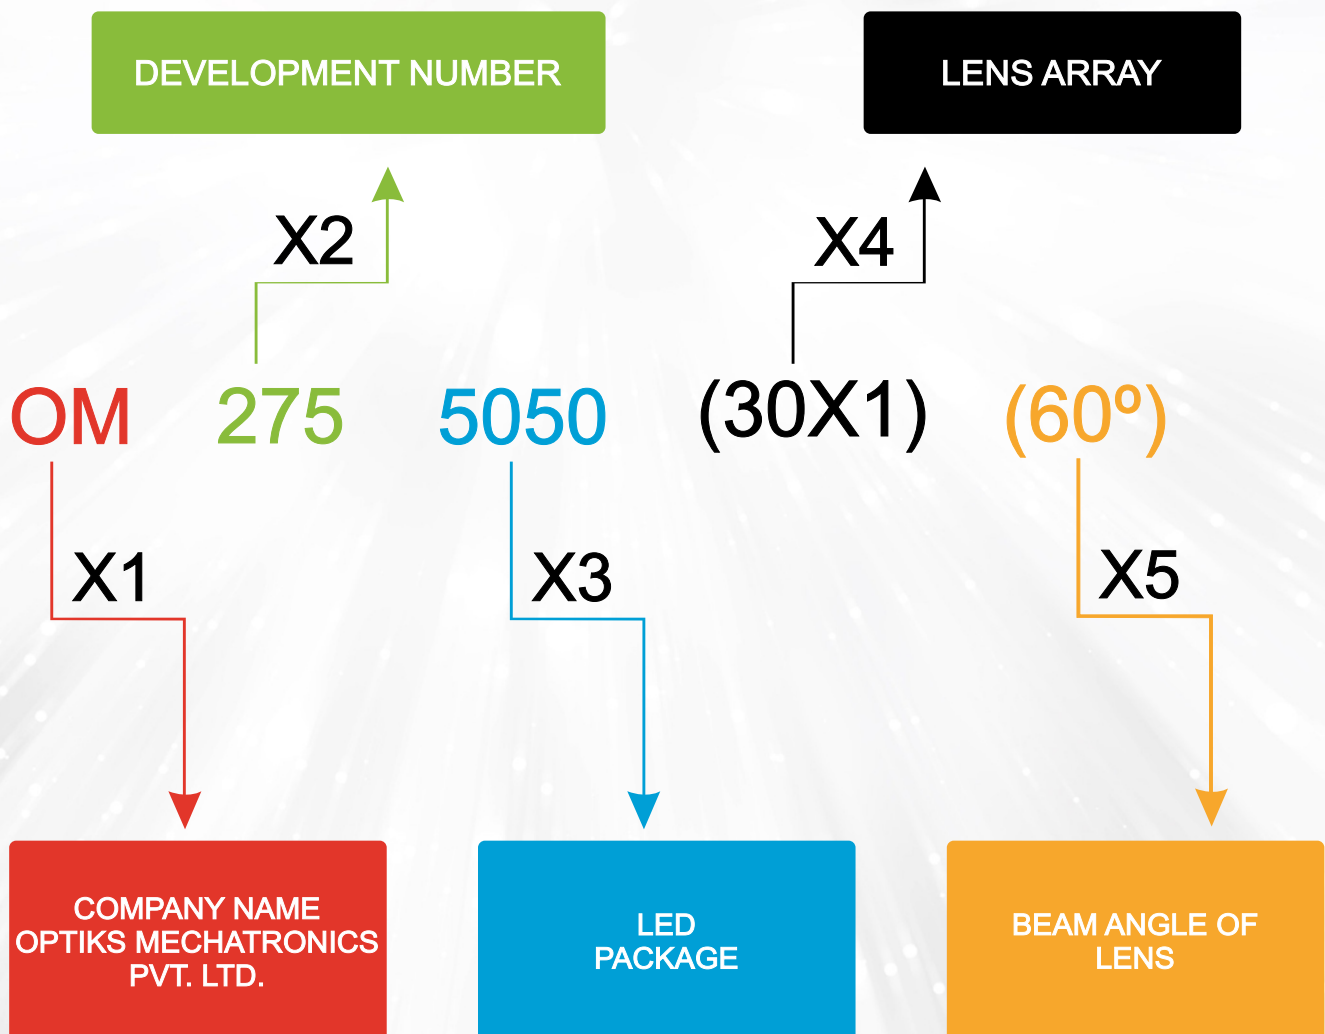 DEVELOPMENT NUMBER
LENS ARRAY
X2
X4
OM 275 5050 (30X1) (60º)
X1
X3
X5
COMPANY NAME
OPTIKS MECHATRONICS
PVT. LTD.
LED
PACKAGE
BEAM ANGLE OF
LENS